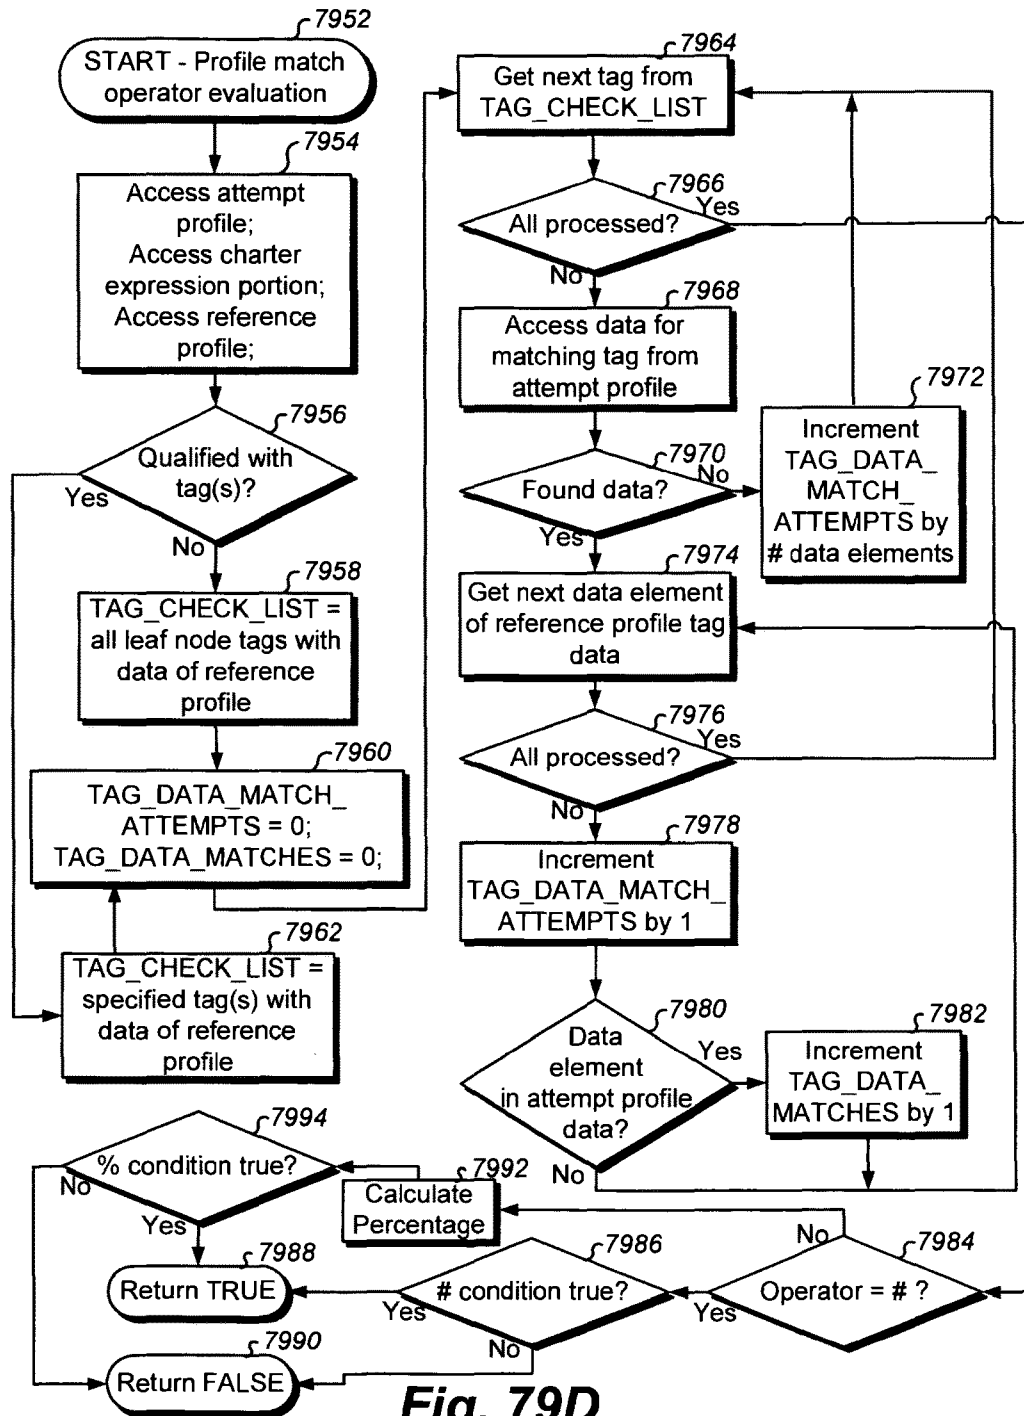 7952
START - Profile match
operator evaluation
7954
Access attempt
profile;
Access charter
expression portion;
Access reference
profile;
7956
Qualified with
tag(s)?
Yes
No
7958
TAG_CHECK_LIST =
all leaf node tags with
data of reference
profile
7960
TAG_DATA_MATCH_
ATTEMPTS = 0;
TAG_DATA_MATCHES = 0;
7962
TAG_CHECK_LIST =
specified tag(s) with
data of reference
profile
7964
Get next tag from
TAG_CHECK_LIST
7966
Yes
All processed?
No
7968
Access data for
matching tag from
attempt profile
7970
No
Found data?
Yes
7972
Increment
TAG_DATA_
MATCH_
ATTEMPTS by
# data elements
7974
Get next data element
of reference profile tag
data
7976
Yes
All processed?
No
7978
Increment
TAG_DATA_MATCH_
ATTEMPTS by 1
7980
Data
element
in attempt profile
data?
Yes
No
7982
Increment
TAG_DATA_
MATCHES by 1
7984
No
Operator = # ?
Yes
7986
# condition true?
Yes
No
7992
Calculate
Percentage
7994
% condition true?
No
Yes
7988
Return TRUE
7990
Return FALSE
Fig. 79D